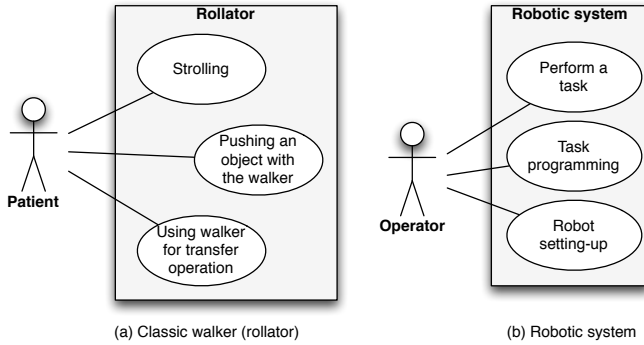 Rollator
Strolling
Pushing an
object with
the walker
Using walker
for transfer
operation
Patient
(a) Classic walker (rollator)
Robotic system
Perform a
task
Task
programming
Robot
setting-up
Operator
(b) Robotic system